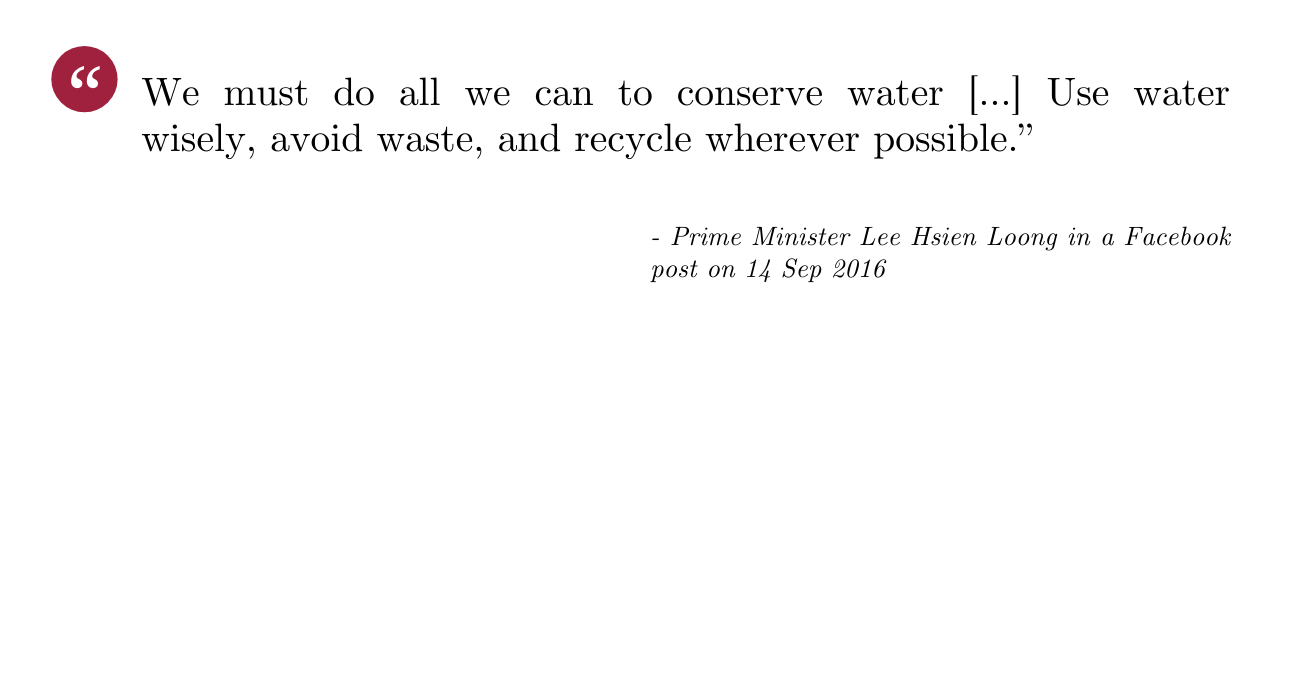 “ We must do all we can to conserve water [...] Use water
wisely, avoid waste, and recycle wherever possible.”
- Prime Minister Lee Hsien Loong in a Facebook
post on 14 Sep 2016